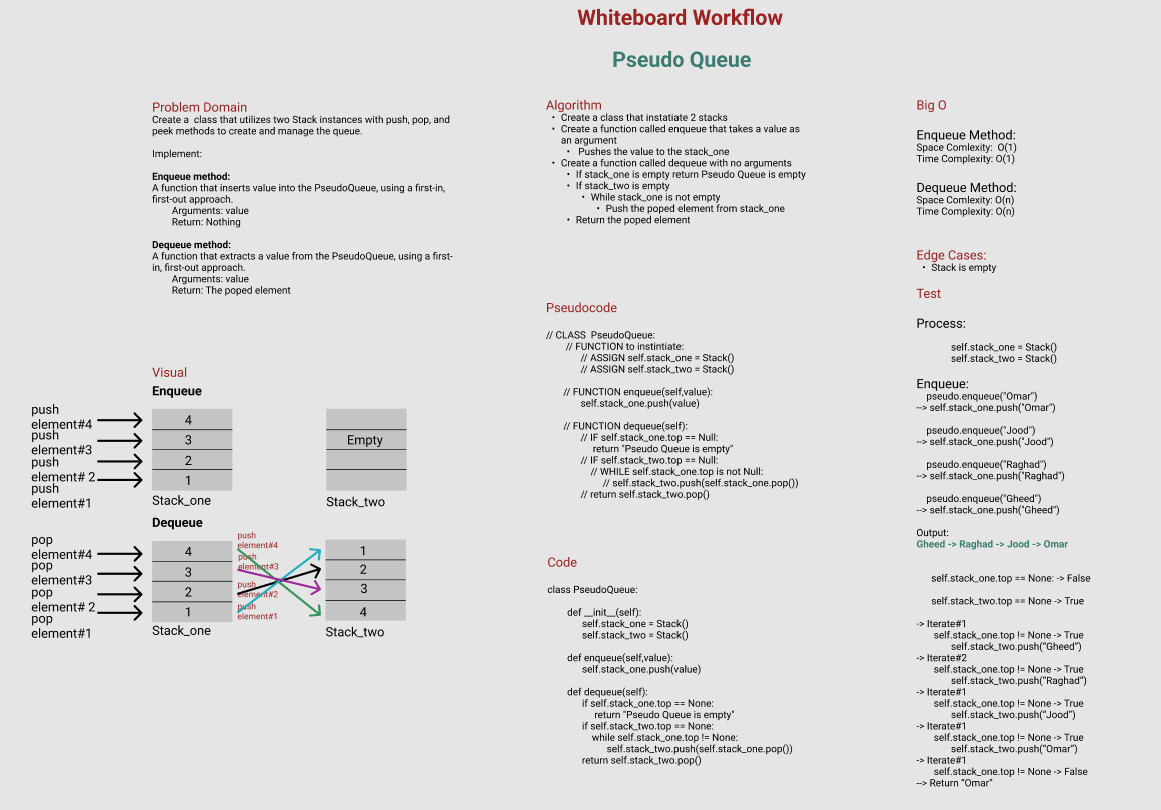 Whiteboard Workflow
Pseudo Queue
Problem Domain
Create a class that utilizes two Stack instances with push, pop, and
peek methods to create and manage the queue.
Implement:
Enqueue method:
A function that inserts value into the PseudoQueue, using a first-in,
first-out approach.
Arguments: value
Return: Nothing
Dequeue method:
A function that extracts a value from the PseudoQueue, using a first-
in, first-out approach.
Arguments: value
Return: The poped element
Visual
Enqueue
push
element#4
push
element#3
push
element# 2
push
element#1
4
3
2
1
Stack_one
Empty
Stack_two
Dequeue
pop
element#4
pop
element#3
pop
element# 2
pop
element#1
4
3
2
1
Stack_one
push
element#4
push
element#3
push
element#2
push
element#1
1
2
3
4
Stack_two
Algorithm
• Create a class that instatiate 2 stacks
• Create a function called enqueue that takes a value as
an argument
• Pushes the value to the stack_one
• Create a function called dequeue with no arguments
• If stack_one is empty return Pseudo Queue is empty
• If stack_two is empty
• While stack_one is not empty
• Push the poped element from stack_one
• Return the poped element
Pseudocode
// CLASS PseudoQueue:
// FUNCTION to instintiate:
// ASSIGN self.stack_one = Stack()
// ASSIGN self.stack_two = Stack()
// FUNCTION enqueue(self,value):
self.stack_one.push(value)
// FUNCTION dequeue(self):
// IF self.stack_one.top == Null:
return "Pseudo Queue is empty"
// IF self.stack_two.top == Null:
// WHILE self.stack_one.top is not Null:
// self.stack_two.push(self.stack_one.pop())
// return self.stack_two.pop()
Code
class PseudoQueue:
def __init__(self):
self.stack_one = Stack()
self.stack_two = Stack()
def enqueue(self,value):
self.stack_one.push(value)
def dequeue(self):
if self.stack_one.top == None:
return "Pseudo Queue is empty"
if self.stack_two.top == None:
while self.stack_one.top != None:
self.stack_two.push(self.stack_one.pop())
return self.stack_two.pop()
Big O
Enqueue Method:
Space Comlexity: O(1)
Time Complexity: O(1)
Dequeue Method:
Space Comlexity: O(n)
Time Comlexity: O(n)
Edge Cases:
• Stack is empty
Test
Process:
self.stack_one = Stack()
self.stack_two = Stack()
Enqueue:
pseudo.enqueue("Omar")
--> self.stack_one.push("Omar")
pseudo.enqueue("Jood")
--> self.stack_one.push("Jood")
pseudo.enqueue("Raghad")
--> self.stack_one.push("Raghad")
pseudo.enqueue("Gheed")
--> self.stack_one.push("Gheed")
Output:
Gheed -> Raghad -> Jood -> Omar
self.stack_one.top == None: -> False
self.stack_two.top == None -> True
-> Iterate#1
self.stack_one.top != None -> True
self.stack_two.push("Gheed")
-> Iterate#2
self.stack_one.top != None -> True
self.stack_two.push("Raghad")
-> Iterate#1
self.stack_one.top != None -> True
self.stack_two.push("Jood")
-> Iterate#1
self.stack_one.top != None -> True
self.stack_two.push("Omar")
-> Iterate#1
self.stack_one.top != None -> False
--> Return "Omar"